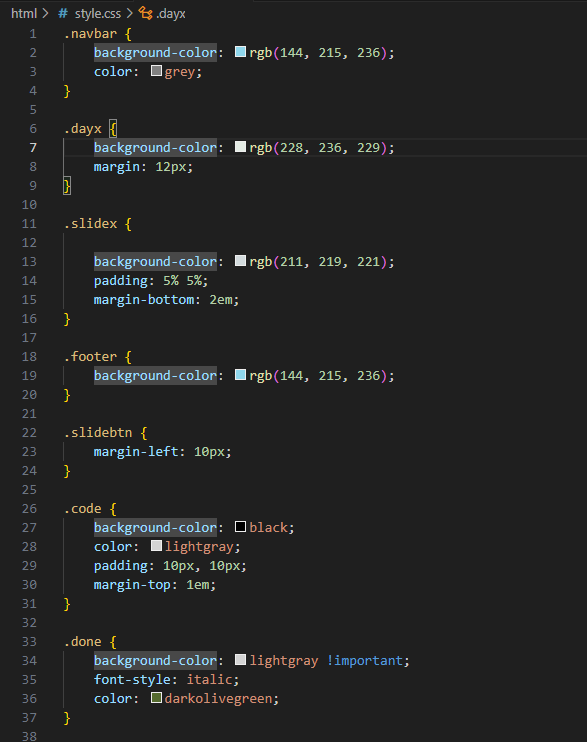 html > # style.css > .dayx
1 .navbar {
2     background-color: rgb(144, 215, 236);
3     color: grey;
4 }
5
6 .dayx {
7     background-color: rgb(228, 236, 229);
8     margin: 12px;
9 }
10
11 .slidex {
12
13     background-color: rgb(211, 219, 221);
14     padding: 5% 5%;
15     margin-bottom: 2em;
16 }
17
18 .footer {
19     background-color: rgb(144, 215, 236);
20 }
21
22 .slidebtn {
23     margin-left: 10px;
24 }
25
26 .code {
27     background-color: black;
28     color: lightgray;
29     padding: 10px, 10px;
30     margin-top: 1em;
31 }
32
33 .done {
34     background-color: lightgray !important;
35     font-style: italic;
36     color: darkolivegreen;
37 }
38